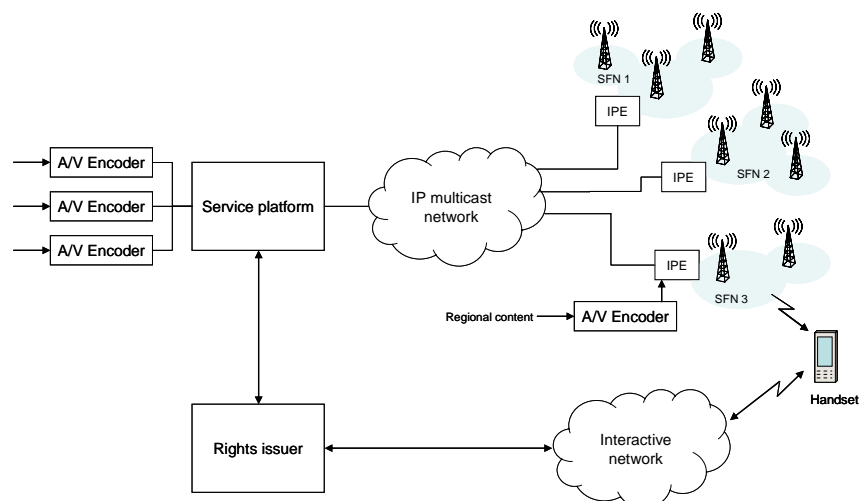 SFN 1
IPE
A/V Encoder
A/V Encoder
A/V Encoder
Service platform
IP multicast
network
IPE
SFN 2
IPE
SFN 3
Regional content
A/V Encoder
Handset
Rights issuer
Interactive
network